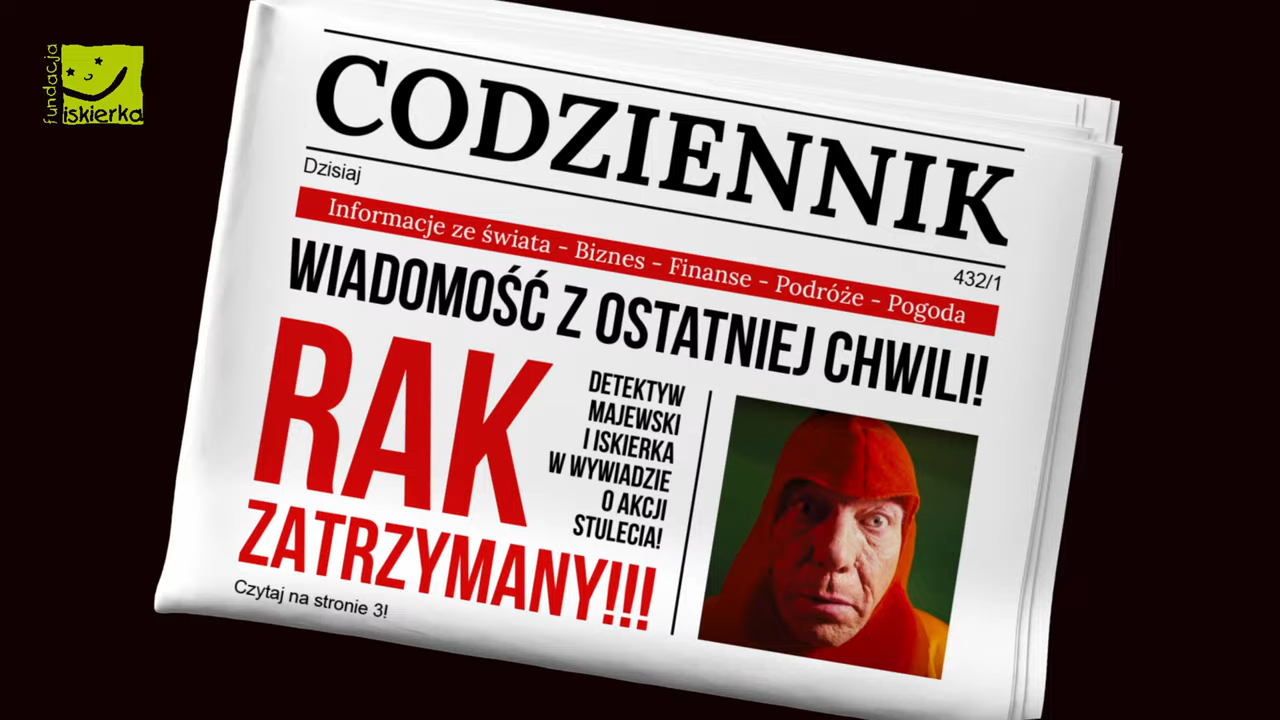 fundacja
iskierka
CODZIENNIK
Dzisiaj
432/1
Informacje ze świata - Biznes - Finanse - Podróże - Pogoda
WIADOMOŚĆ Z OSTATNIEJ CHWILI!
RAK
ZATRZYMANY!!!
DETEKTYW
MAJEWSKI
I ISKIERKA
W WYWIADZIE
O AKCJI
STULECIA!
Czytaj na stronie 3!